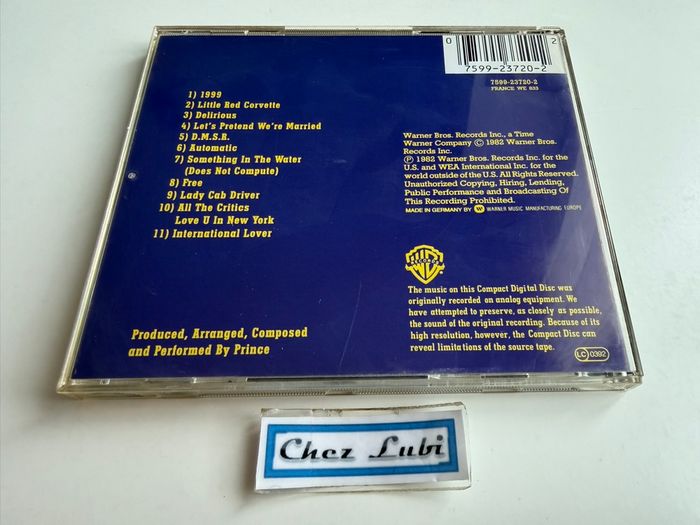 0
2
7599-23720-2
7599-23720-2
FRANCE WE 833
1) 1999
2) Little Red Corvette
3) Delirious
4) Let's Pretend We're Married
5) D.M.S.R.
6) Automatic
7) Something In The Water
(Does Not Compute)
8) Free
9) Lady Cab Driver
10) All The Critics
Love U In New York
11) International Lover
Warner Bros. Records Inc., a Time
Warner Company © 1982 Warner Bros.
Records Inc.
℗ 1982 Warner Bros. Records Inc. for the
U.S. and WEA International Inc. for the
world outside of the U.S. All Rights Reserved.
Unauthorized Copying, Hiring, Lending,
Public Performance and Broadcasting Of
This Recording Prohibited.
MADE IN GERMANY BY WARNER MUSIC MANUFACTURING EUROPE
WB
RECORDS
The music on this Compact Digital Disc was
originally recorded on analog equipment. We
have attempted to preserve, as closely as possible,
the sound of the original recording. Because of its
high resolution, however, the Compact Disc can
reveal limitations of the source tape.
LC 0392
Produced, Arranged, Composed
and Performed By Prince
Chez Lubi